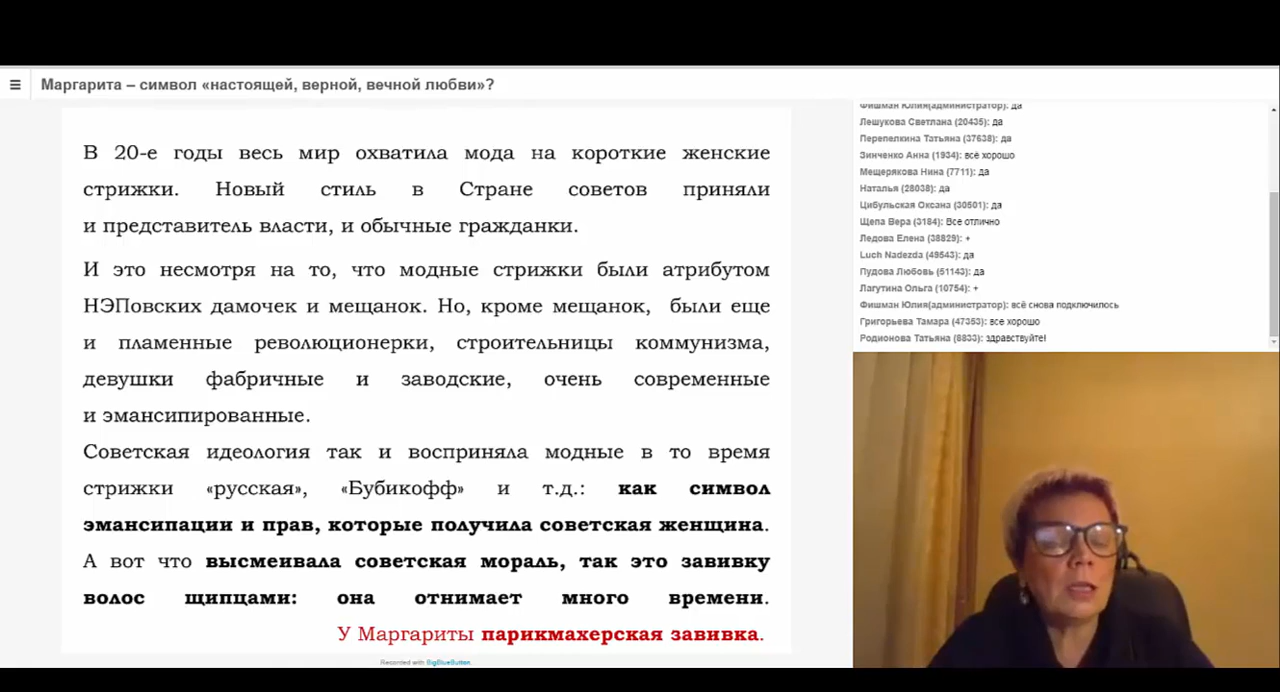 Маргарита – символ «настоящей, верной, вечной любви»?
В 20-е годы весь мир охватила мода на короткие женские
стрижки. Новый стиль в Стране советов приняли
и представитель власти, и обычные гражданки.
И это несмотря на то, что модные стрижки были атрибутом
НЭПовских дамочек и мещанок. Но, кроме мещанок, были еще
и пламенные революционерки, строительницы коммунизма,
девушки фабричные и заводские, очень современные
и эмансипированные.
Советская идеология так и восприняла модные в то время
стрижки «русская», «Бубикофф» и т.д.: как символ
эмансипации и прав, которые получила советская женщина.
А вот что высмеивала советская мораль, так это завивку
волос щипцами: она отнимает много времени.
У Маргариты парикмахерская завивка.
Recorded with BigBlueButton.
Фишман Юлия(администратор): да
Лешукова Светлана (20435): да
Перепелкина Татьяна (37638): да
Зинченко Анна (1934): всё хорошо
Мещерякова Нина (7711): да
Наталья (28038): да
Цибульская Оксана (30501): да
Щепа Вера (3184): Все отлично
Ледова Елена (38829): +
Luch Nadezda (49543): да
Пудова Любовь (51143): да
Лагутина Ольга (10754): +
Фишман Юлия(администратор): всё снова подключилось
Григорьева Тамара (47353): все хорошо
Родионова Татьяна (8833): здравствуйте!